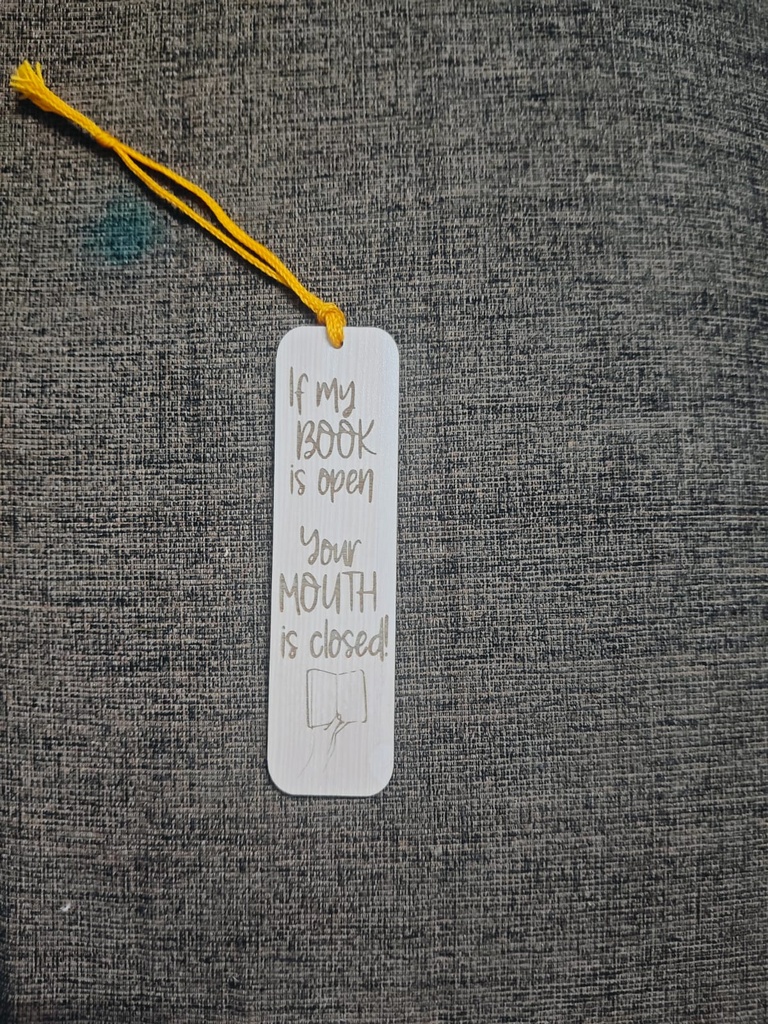 If my
BOOK
is open
Your
MOUTH
is closed!